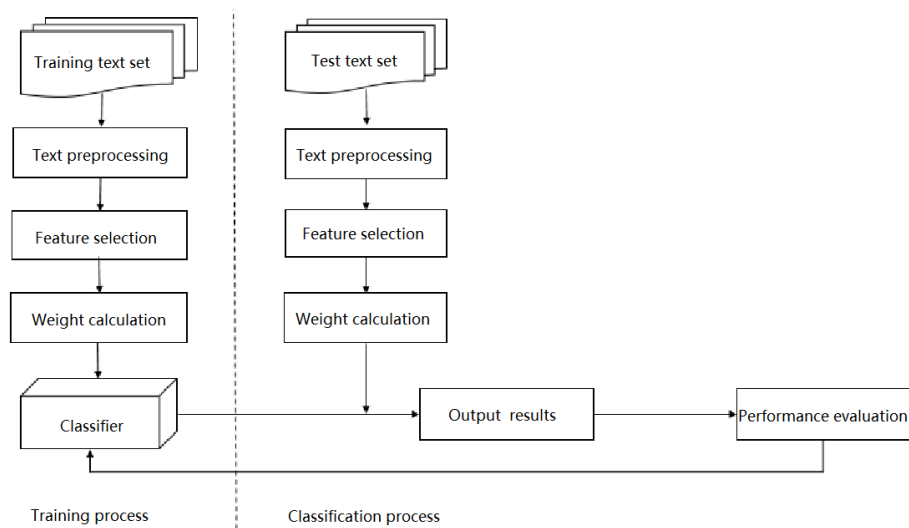 Training text set
Test text set
Text preprocessing
Text preprocessing
Feature selection
Feature selection
Weight calculation
Weight calculation
Classifier
Output results
Performance evaluation
Training process
Classification process